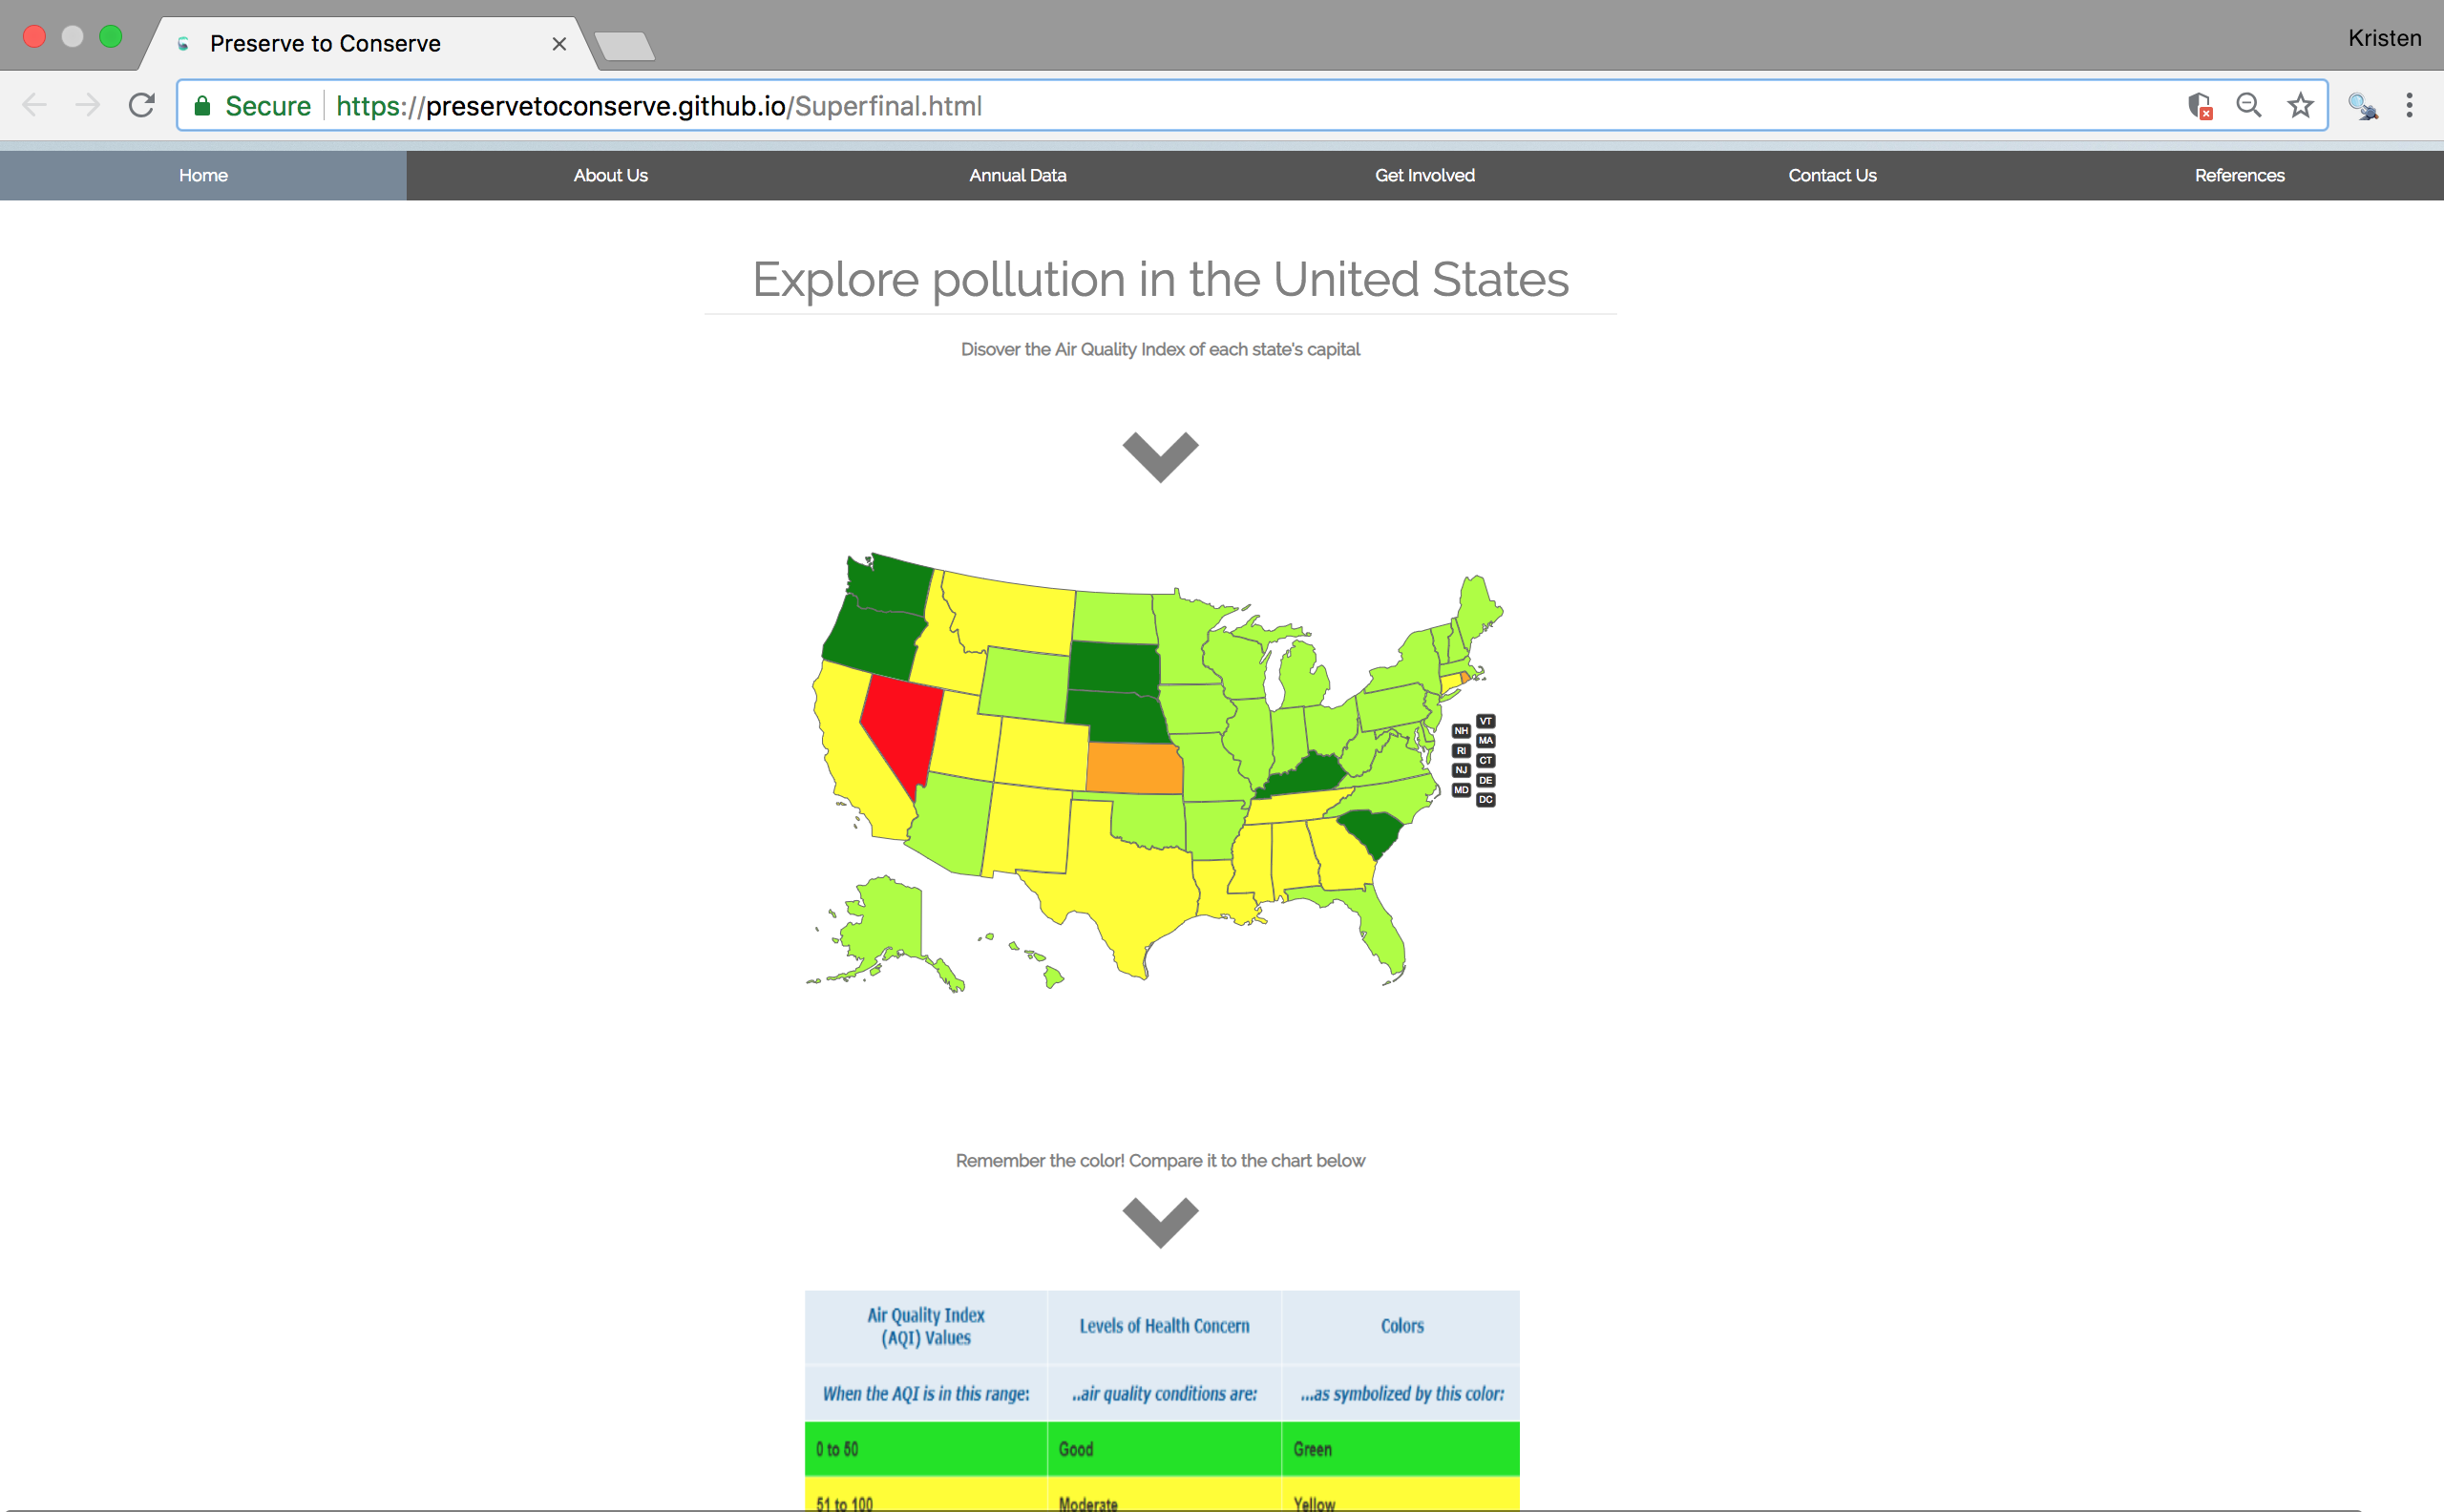 Preserve to Conserve
Kristen
Secure https://preservetoconserve.github.io/Superfinal.html
Home About Us Annual Data Get Involved Contact Us References
Explore pollution in the United States
Disover the Air Quality Index of each state's capital
VT
NH
MA
RI
CT
NJ
DE
MD
DC
Remember the color! Compare it to the chart below
Air Quality Index
(AQI) Values
Levels of Health Concern
Colors
When the AQI is in this range:
..air quality conditions are:
...as symbolized by this color:
0 to 50 Good Green
51 to 100 Moderate Yellow